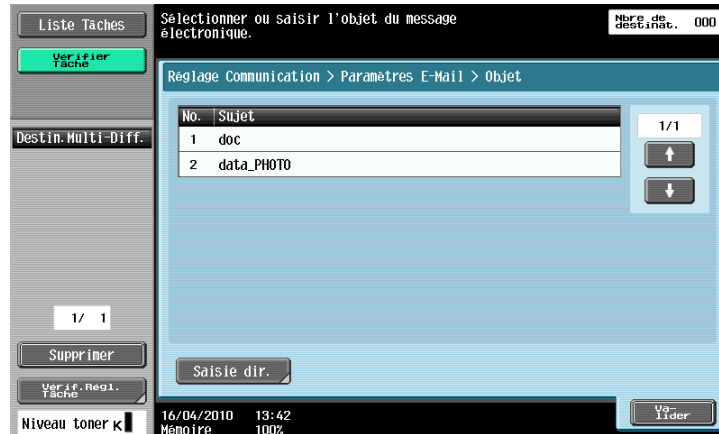 Liste Tâches
Sélectionner ou saisir l'objet du message
électronique.
Nbre de
destinat. 000
Vérifier
Tâche
Réglage Communication > Paramètres E-Mail > Objet
No. Sujet
1 doc
2 data_PHOTO
1/1
Destin.Multi-Diff.
1/ 1
Supprimer
Vérif.Régl.
Tâche
Saisie dir.
Niveau toner K
16/04/2010 13:42
Mémoire 100%
Va-
lider